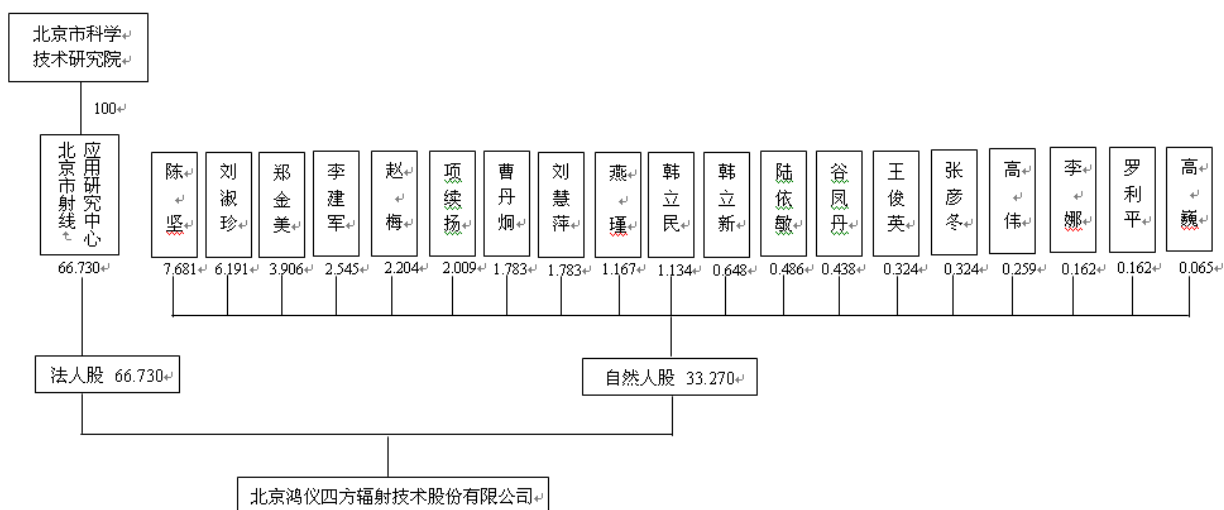 北京市科学
技术研究院
100
北京市射线
应用研究中心
陈坚
刘淑珍
郑金美
李建军
赵梅
项续扬
曹丹炯
刘慧萍
燕瑾
韩立民
韩立新
陆依敏
谷凤丹
王俊英
张彦冬
高伟
李娜
罗利平
高巍
66.730
7.681
6.191
3.906
2.545
2.204
2.009
1.783
1.783
1.167
1.134
0.648
0.486
0.438
0.324
0.324
0.259
0.162
0.162
0.065
法人股 66.730
自然人股 33.270
北京鸿仪四方辐射技术股份有限公司